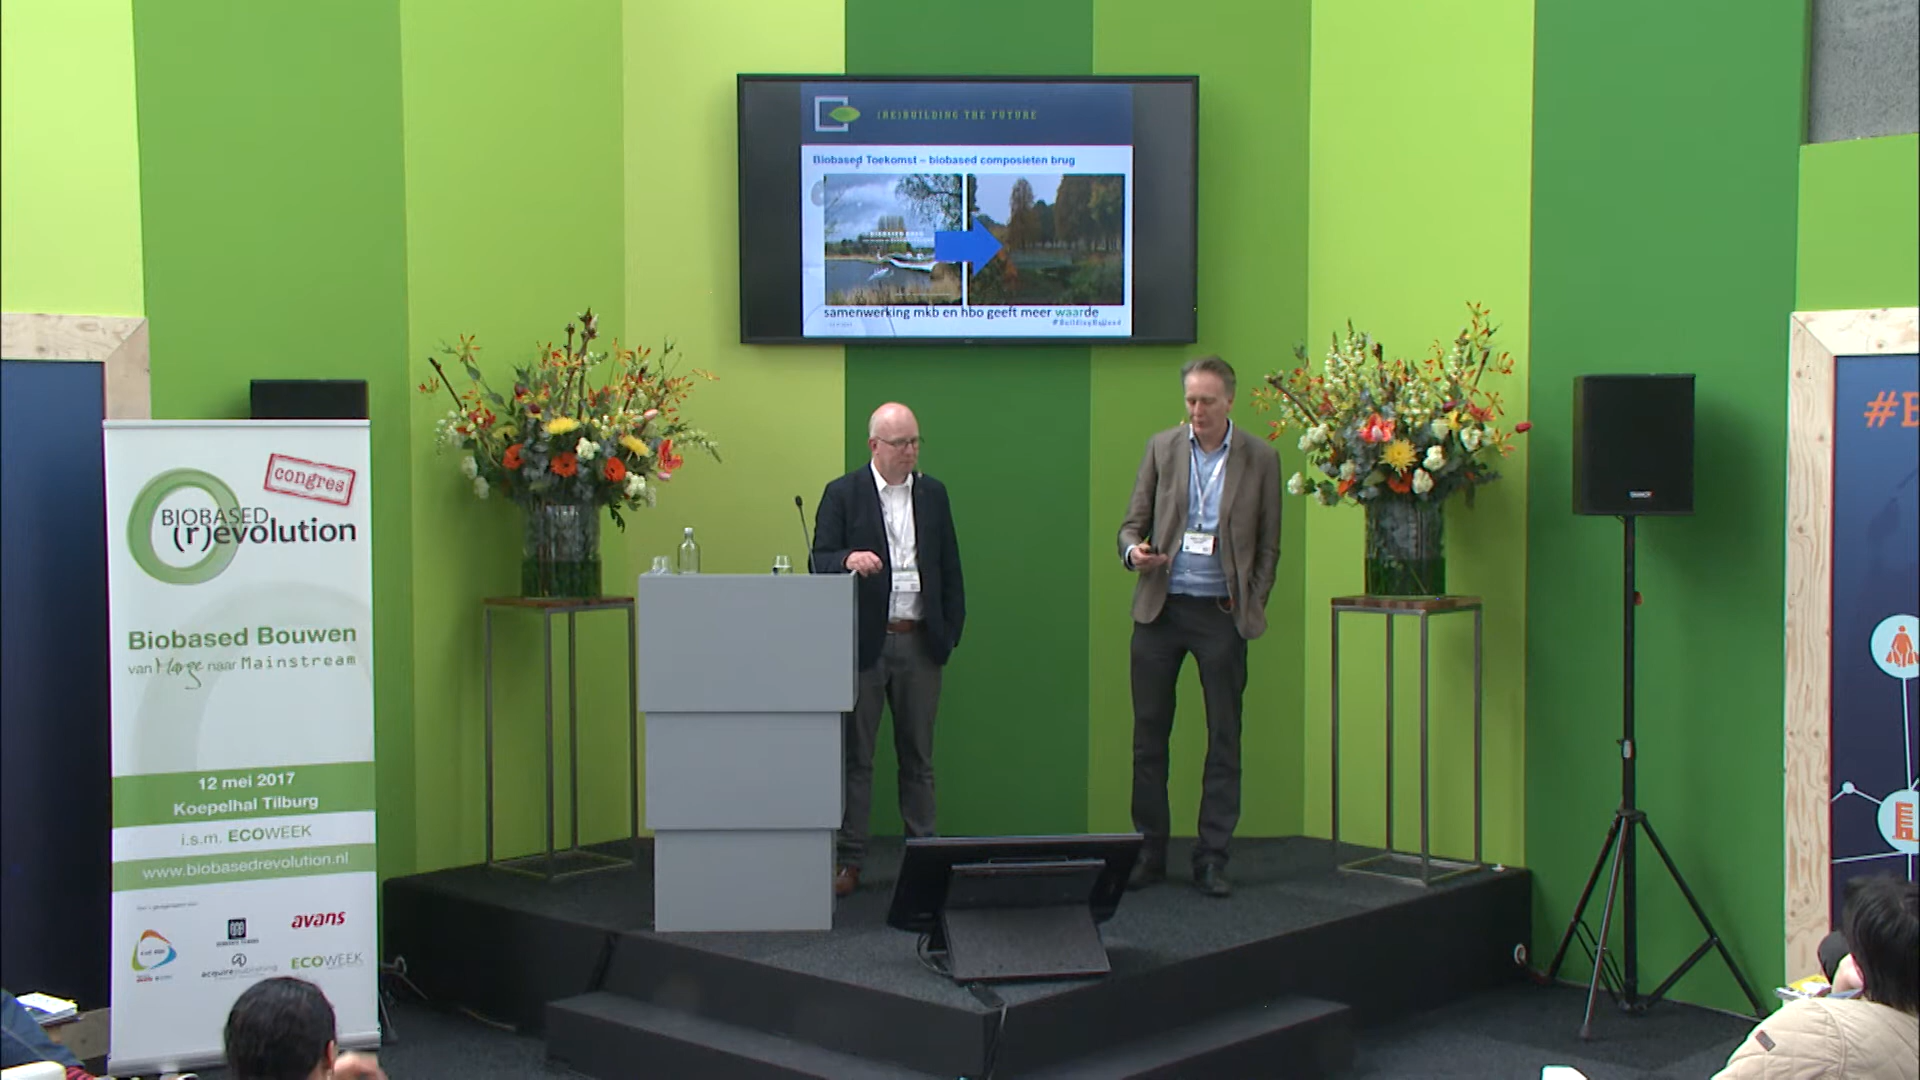 (RE)BUILDING THE FUTURE
Biobased Toekomst – biobased composieten brug
samenwerking mkb en hbo geeft meer waarde
congres
BIOBASED
(r)evolution
Biobased Bouwen
van Marge naar Mainstream
12 mei 2017
Koepelhal Tilburg
i.s.m. ECOWEEK
www.biobasedrevolution.nl
avans
acquirepublishing
ECOWEEK